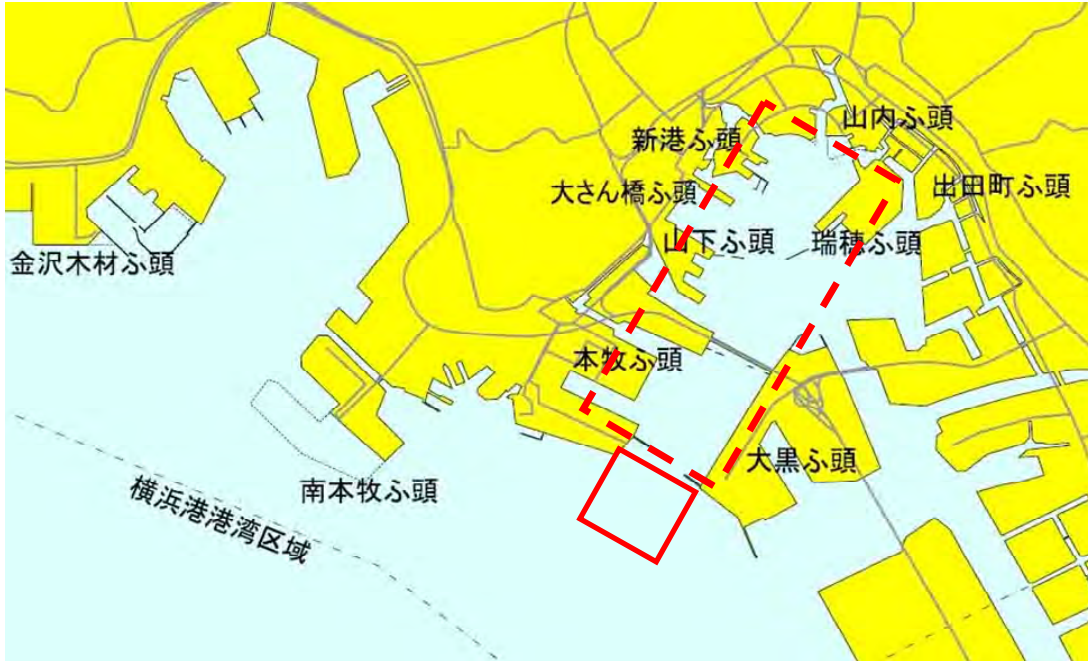 山内ふ頭
新港ふ頭
大さん橋ふ頭
出田町ふ頭
山下ふ頭
瑞穂ふ頭
金沢木材ふ頭
本牧ふ頭
大黒ふ頭
南本牧ふ頭
横浜港港湾区域